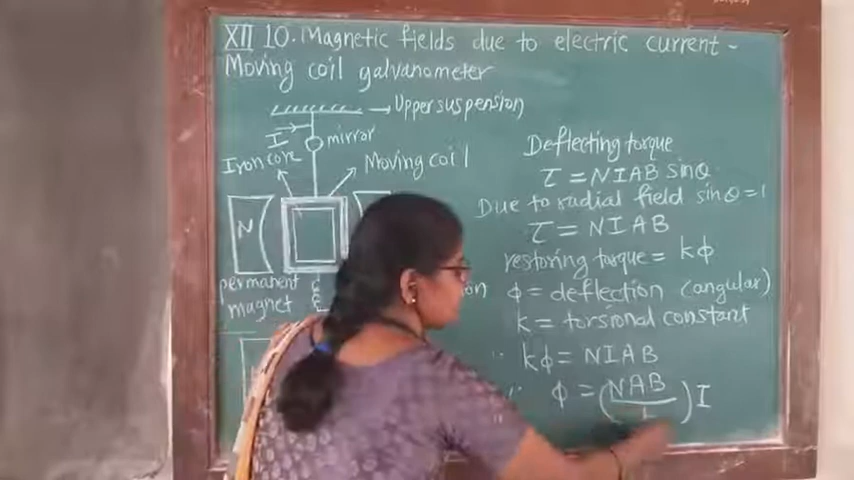 XII 10. Magnetic fields due to electric current -
Moving coil galvanometer
Upper suspension
I
mirror
Iron core
Moving coil
N
permanent
magnet
Deflecting torque
τ = NIAB sinθ
Due to radial field sinθ = 1
τ = NIAB
restoring torque = kϕ
ϕ = deflection (angular)
k = torsional constant
∴ kϕ = NIAB
ϕ = (NAB/k) I